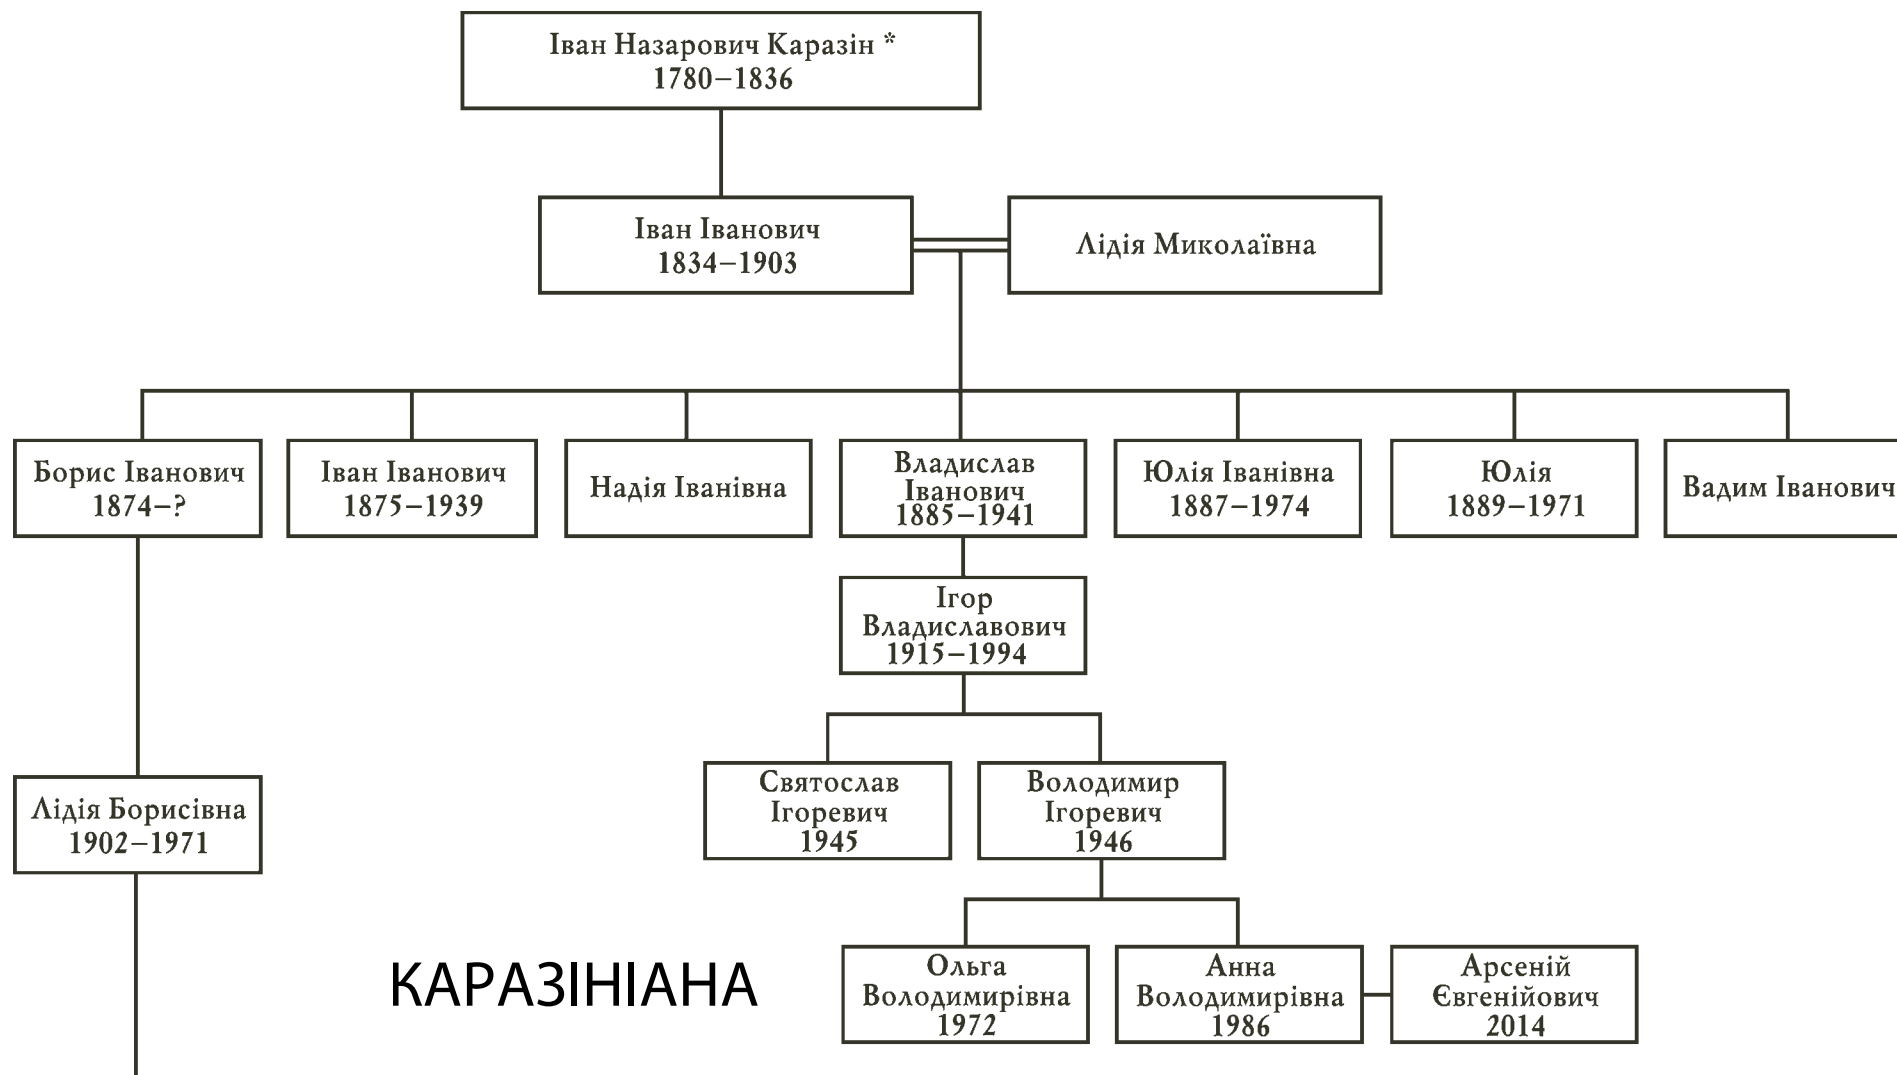 Іван Назарович Каразін *
1780–1836
Іван Іванович
1834–1903
Лідія Миколаївна
Борис Іванович
1874–?
Іван Іванович
1875–1939
Надія Іванівна
Владислав
Іванович
1885–1941
Юлія Іванівна
1887–1974
Юлія
1889–1971
Вадим Іванович
Ігор
Владиславович
1915–1994
Лідія Борисівна
1902–1971
Святослав
Ігоревич
1945
Володимир
Ігоревич
1946
Ольга
Володимирівна
1972
Анна
Володимирівна
1986
Арсеній
Євгенійович
2014
КАРАЗІНІАНА